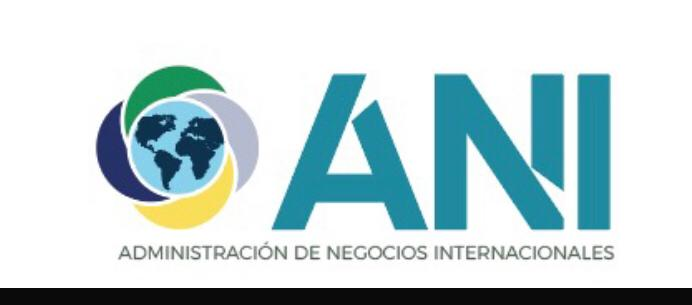 ANI
ADMINISTRACIÓN DE NEGOCIOS INTERNACIONALES